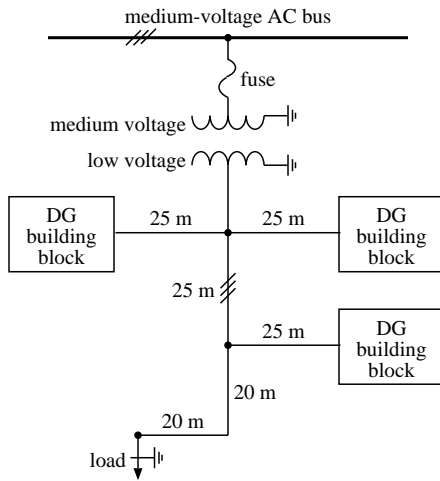 medium-voltage AC bus
fuse
medium voltage
low voltage
DG
building
block
25 m
25 m
DG
building
block
25 m
25 m
DG
building
block
20 m
20 m
load